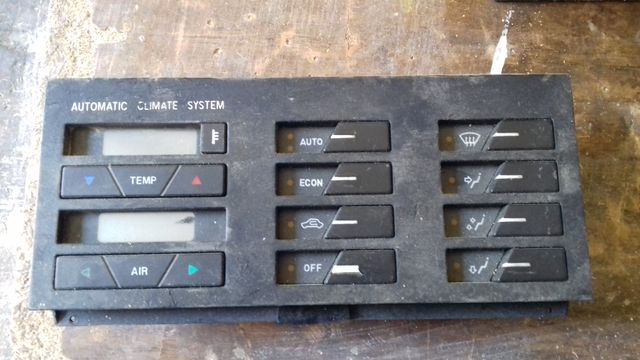 AUTOMATIC CLIMATE SYSTEM
AUTO
TEMP
ECON
AIR
OFF